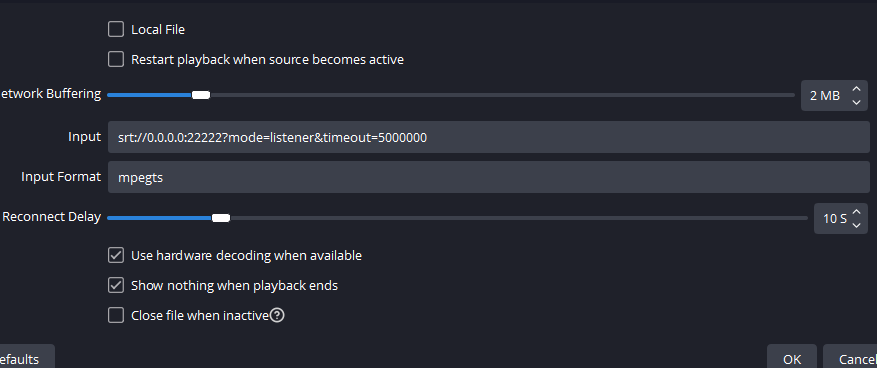 Local File
Restart playback when source becomes active
etwork Buffering 2 MB
Input srt://0.0.0.0:22222?mode=listener&timeout=5000000
Input Format mpegts
Reconnect Delay 10 S
Use hardware decoding when available
Show nothing when playback ends
Close file when inactive ?
efaults OK Cancel